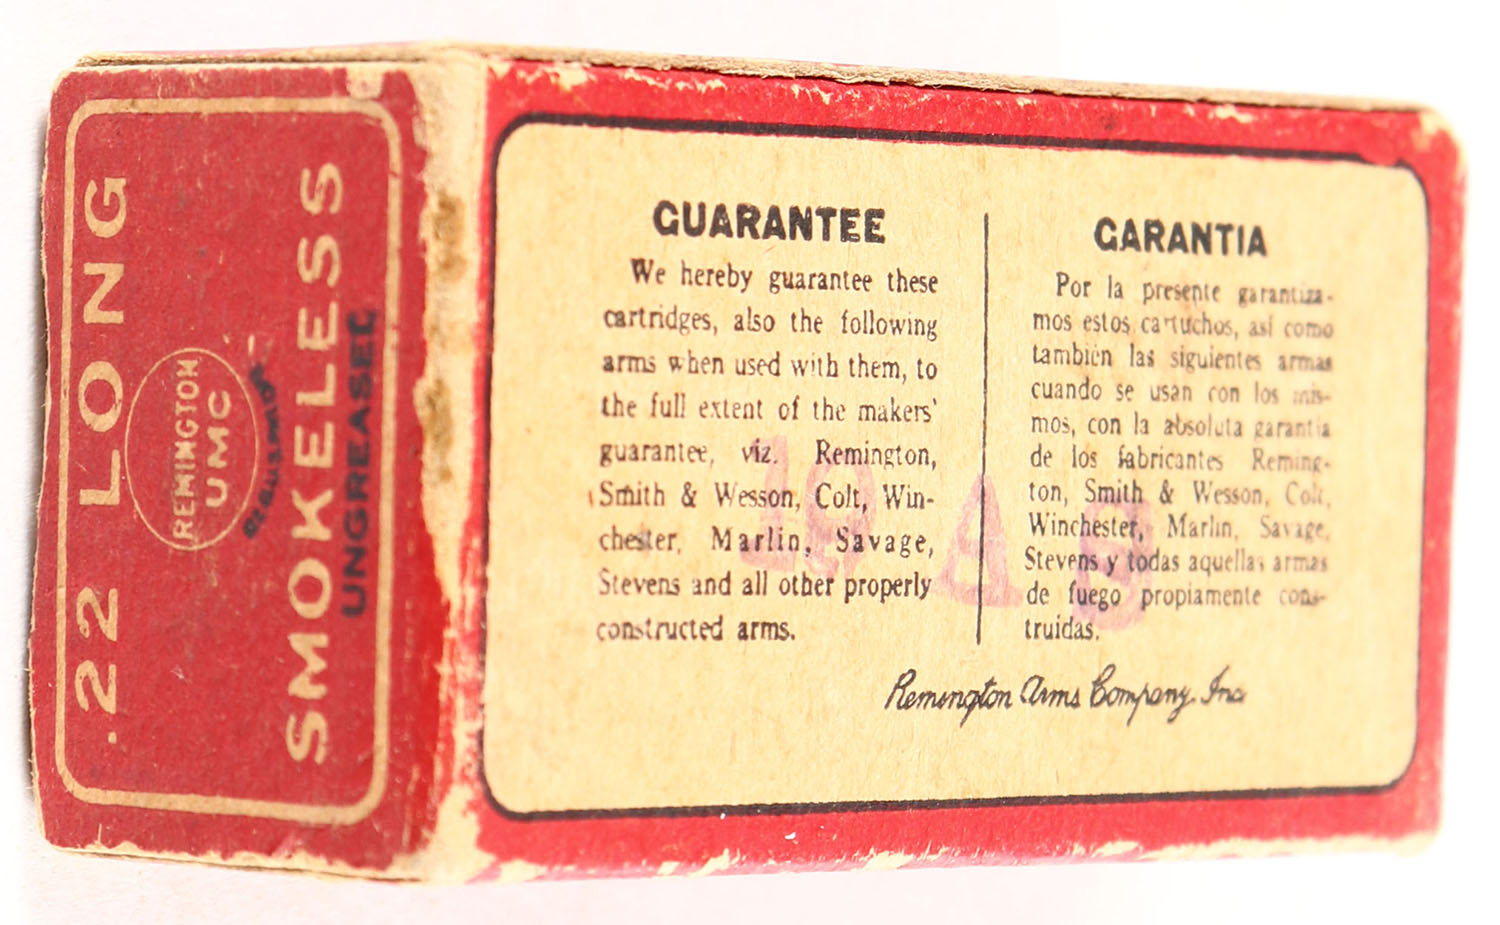 .22 LONG
REMINGTON
UMC
SMOKELESS
UNGREASED
GUARANTEE
We hereby guarantee these
cartridges, also the following
arms when used with them, to
the full extent of the makers'
guarantee, viz. Remington,
Smith & Wesson, Colt, Win-
chester, Marlin, Savage,
Stevens and all other properly
constructed arms.
GARANTIA
Por la presente garantiza-
mos estos cartuchos, así como
también las siguientes armas
cuando se usan con los mis-
mos, con la absoluta garantia
de los fabricantes Reming-
ton, Smith & Wesson, Colt,
Winchester, Marlin, Savage,
Stevens y todas aquellas armas
de fuego propiamente cons-
truidas.
Remington Arms Company, Inc